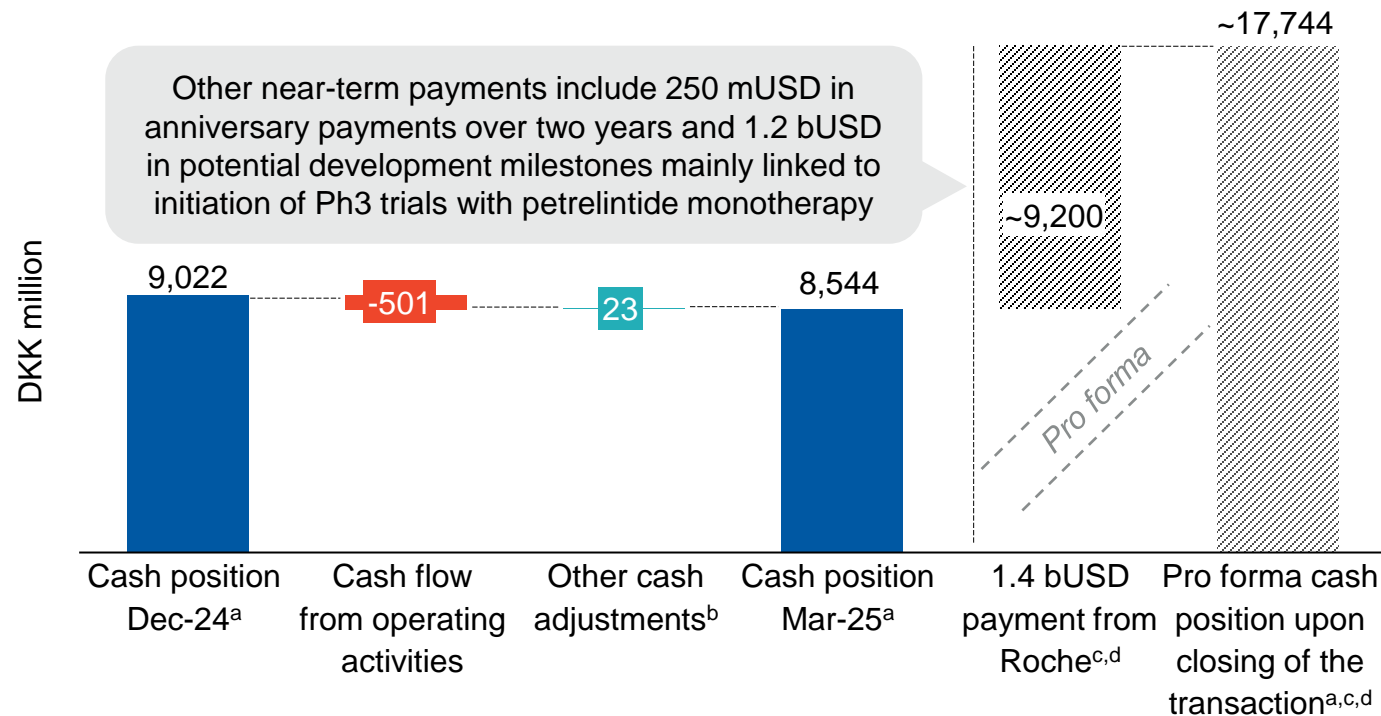 ~17,744
Other near-term payments include 250 mUSD in
anniversary payments over two years and 1.2 bUSD
in potential development milestones mainly linked to
initiation of Ph3 trials with petrelintide monotherapy
~9,200
DKK million
9,022
-501
23
8,544
Pro forma
Cash position
Dec-24a
Cash flow
from operating
activities
Other cash
adjustmentsb
Cash position
Mar-25a
1.4 bUSD
payment from
Rochec,d
Pro forma cash
position upon
closing of the
transactiona,c,d